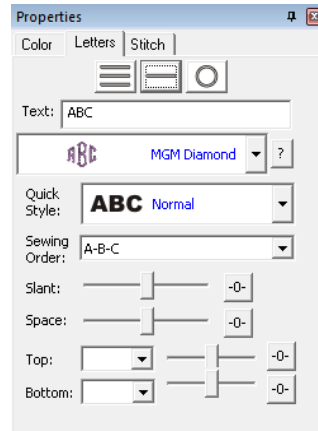 Properties
Color Letters Stitch
Text: ABC
ABC MGM Diamond ?
Quick Style: ABC Normal
Sewing Order: A-B-C
Slant: -0-
Space: -0-
Top: -0-
Bottom: -0-